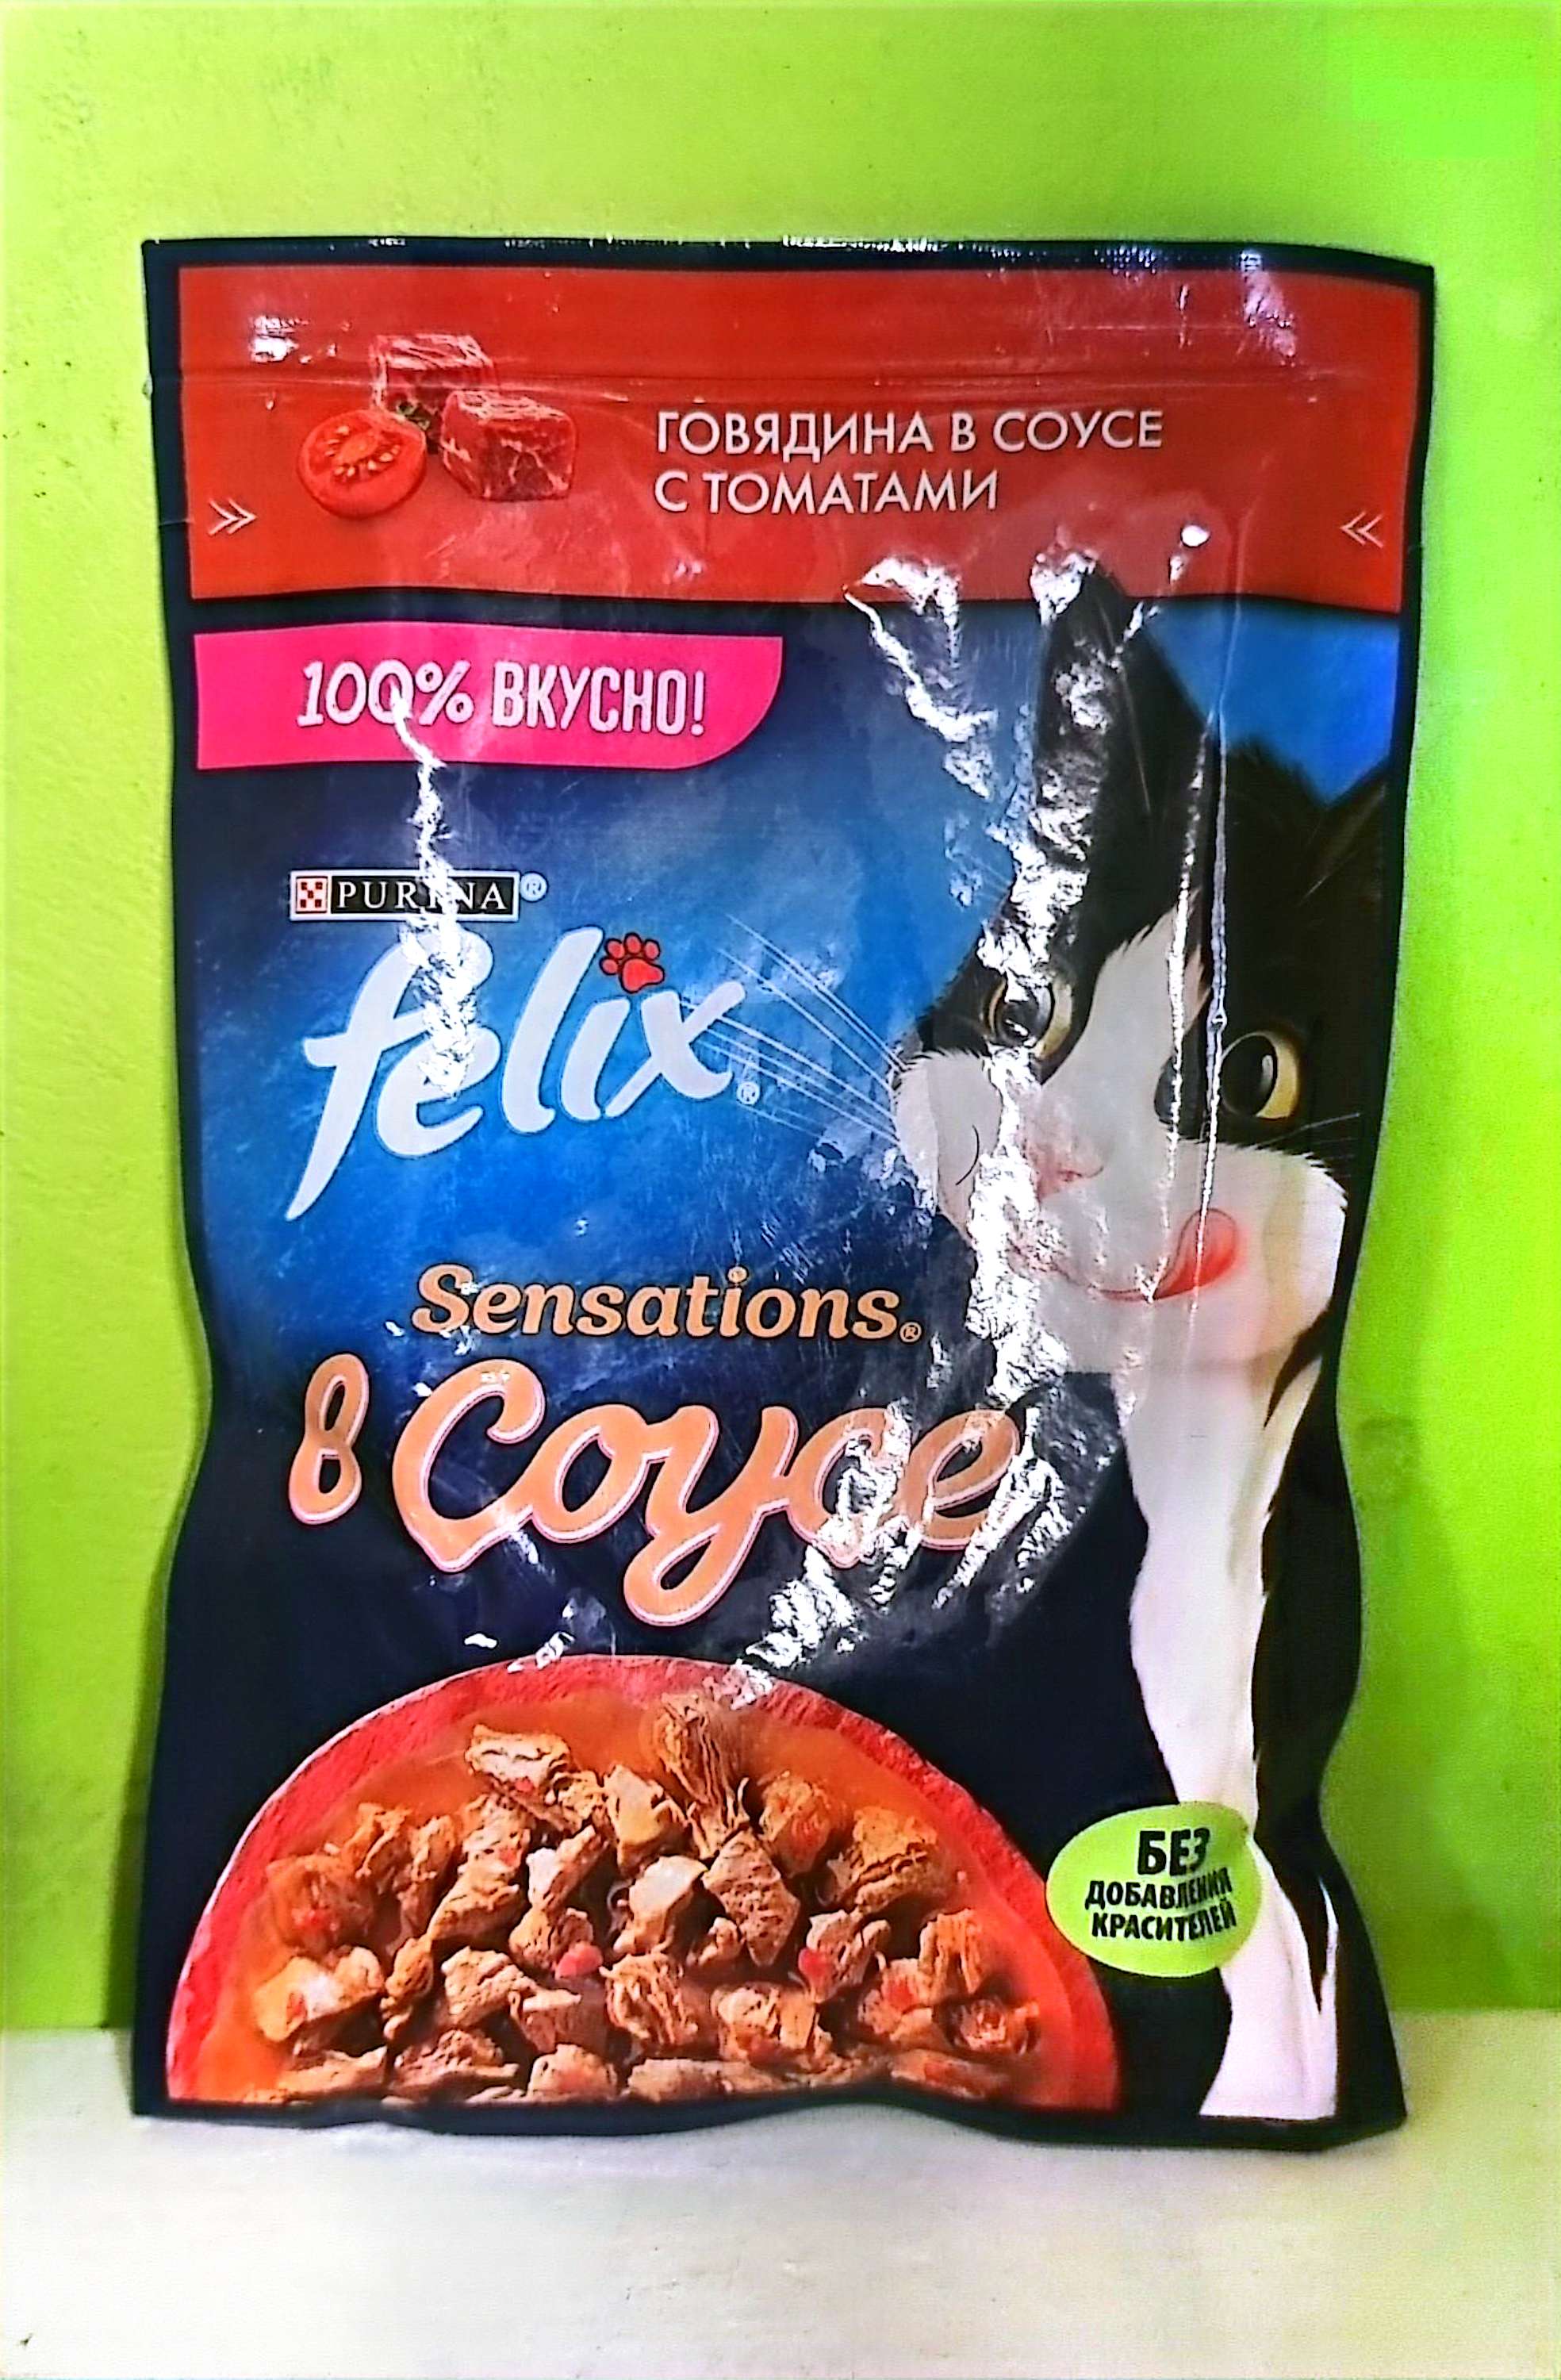 ГОВЯДИНА В СОУСЕ
С ТОМАТАМИ
100% ВКУСНО!
PURINA®
felix®
Sensations®
в Соусе
БЕЗ
ДОБАВЛЕНИЯ
КРАСИТЕЛЕЙ